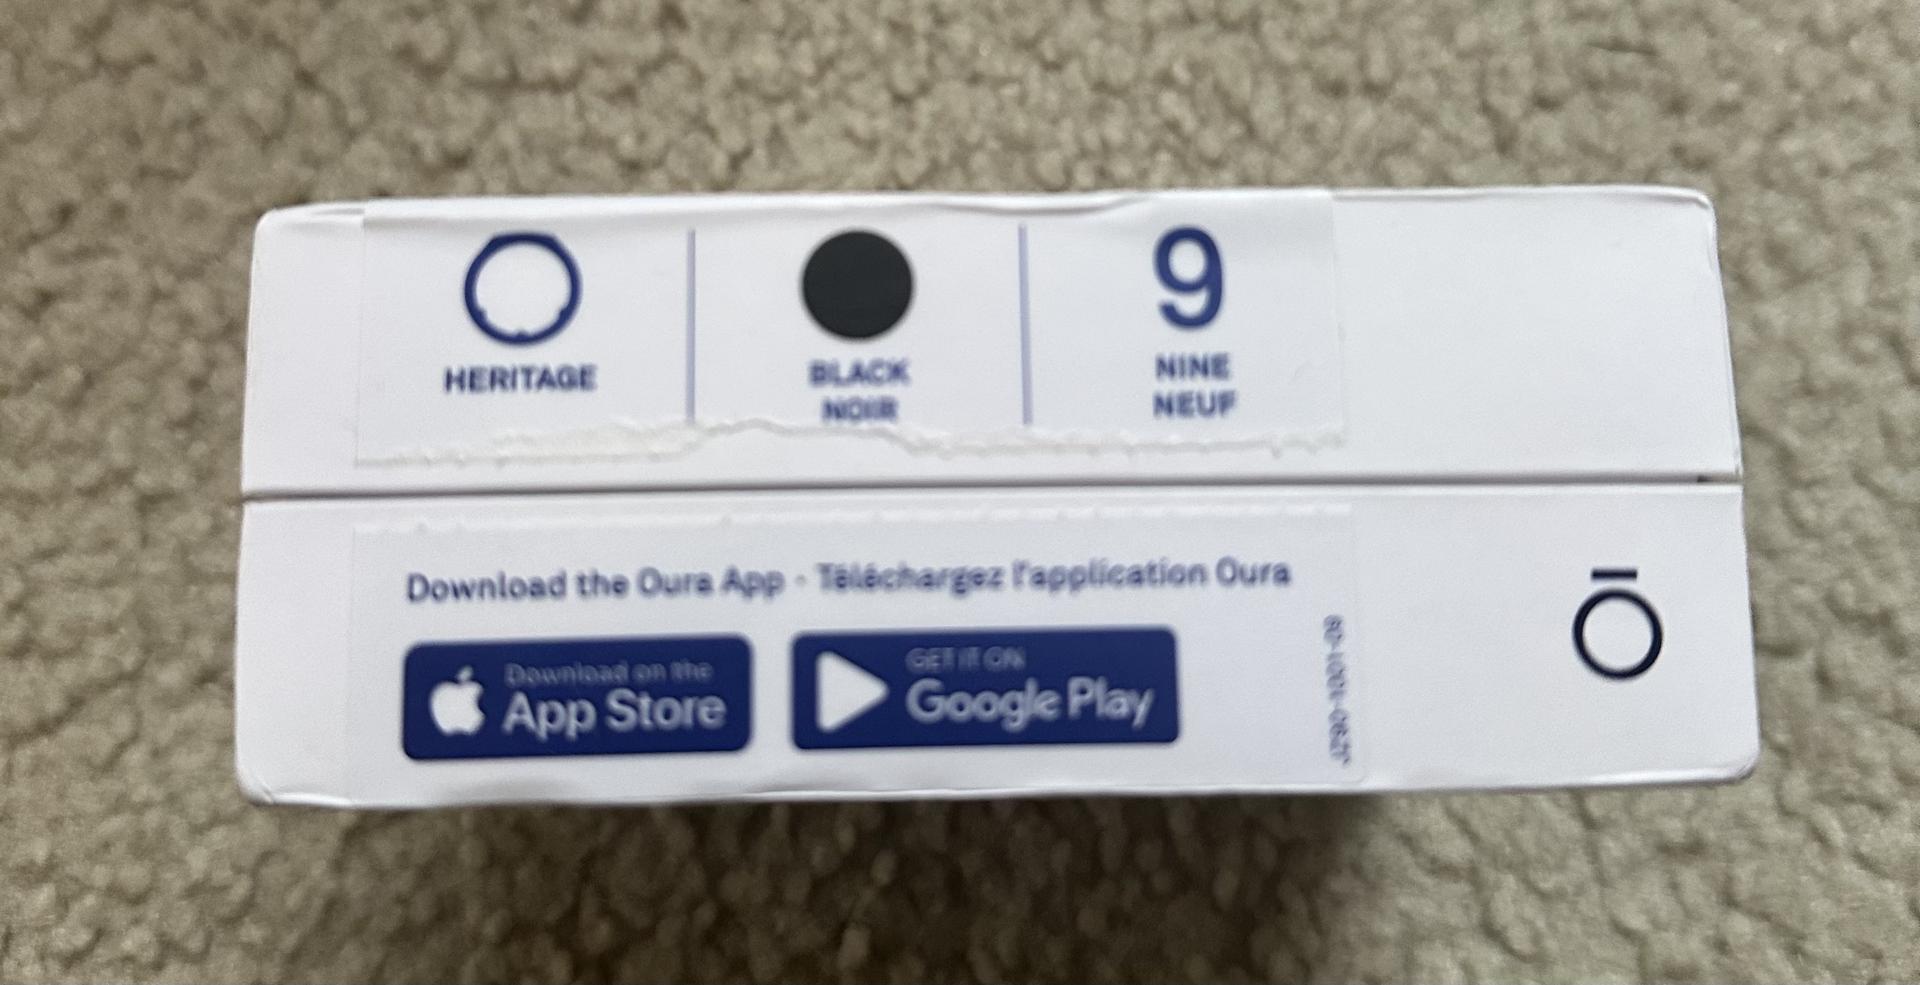 HERITAGE
BLACK
NOIR
9
NINE
NEUF
Download the Oura App · Téléchargez l'application Oura
Download on the
App Store
GET IT ON
Google Play